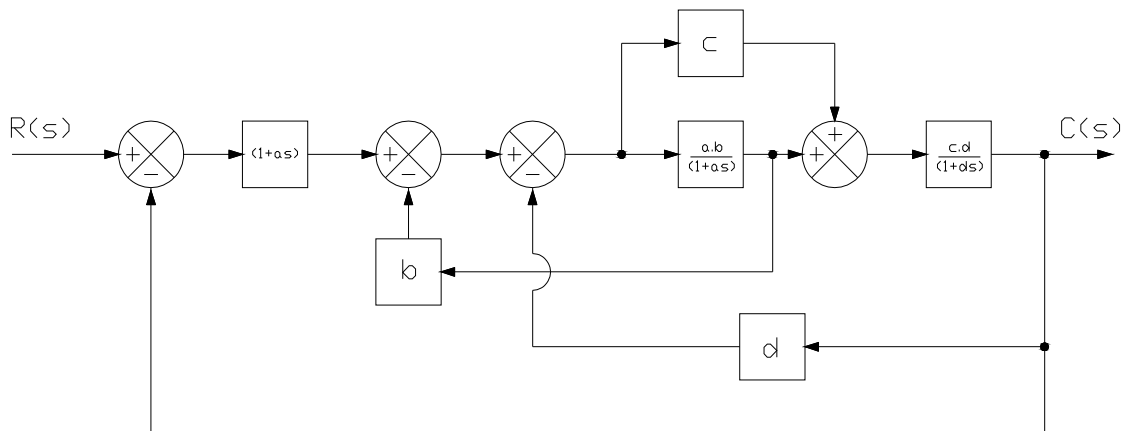 c
+
R(s)
C(s)
+
−
(1+as)
+
−
+
−
a.b
(1+as)
+
c.d
(1+ds)
b
d